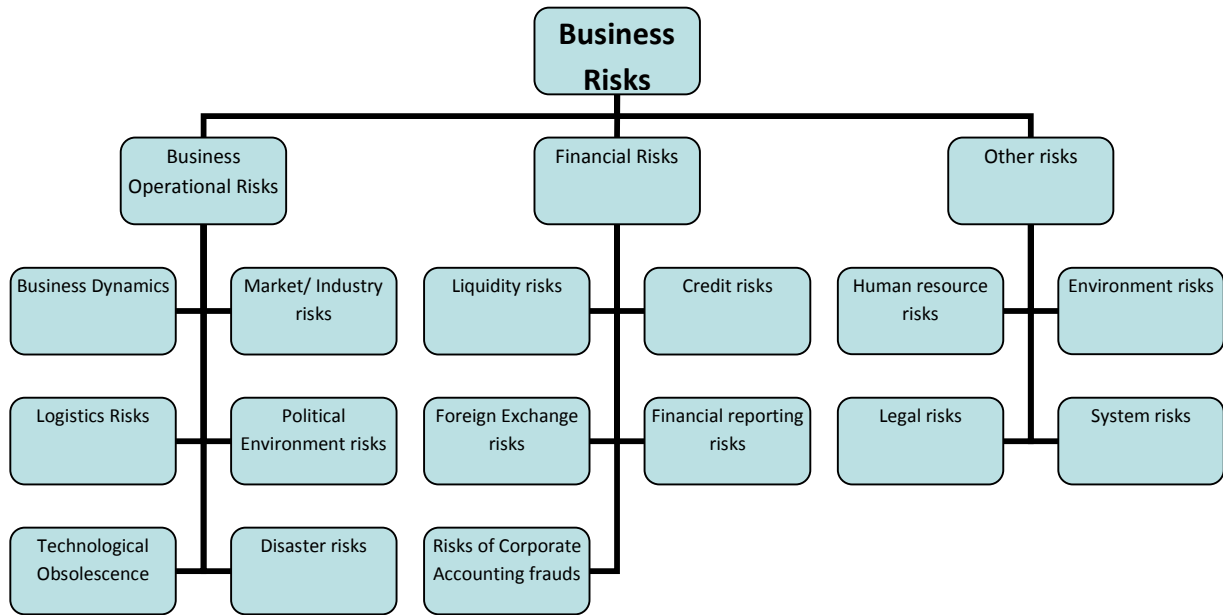 Business
Risks
Business
Operational Risks
Financial Risks
Other risks
Business Dynamics
Market/ Industry
risks
Liquidity risks
Credit risks
Human resource
risks
Environment risks
Logistics Risks
Political
Environment risks
Foreign Exchange
risks
Financial reporting
risks
Legal risks
System risks
Technological
Obsolescence
Disaster risks
Risks of Corporate
Accounting frauds